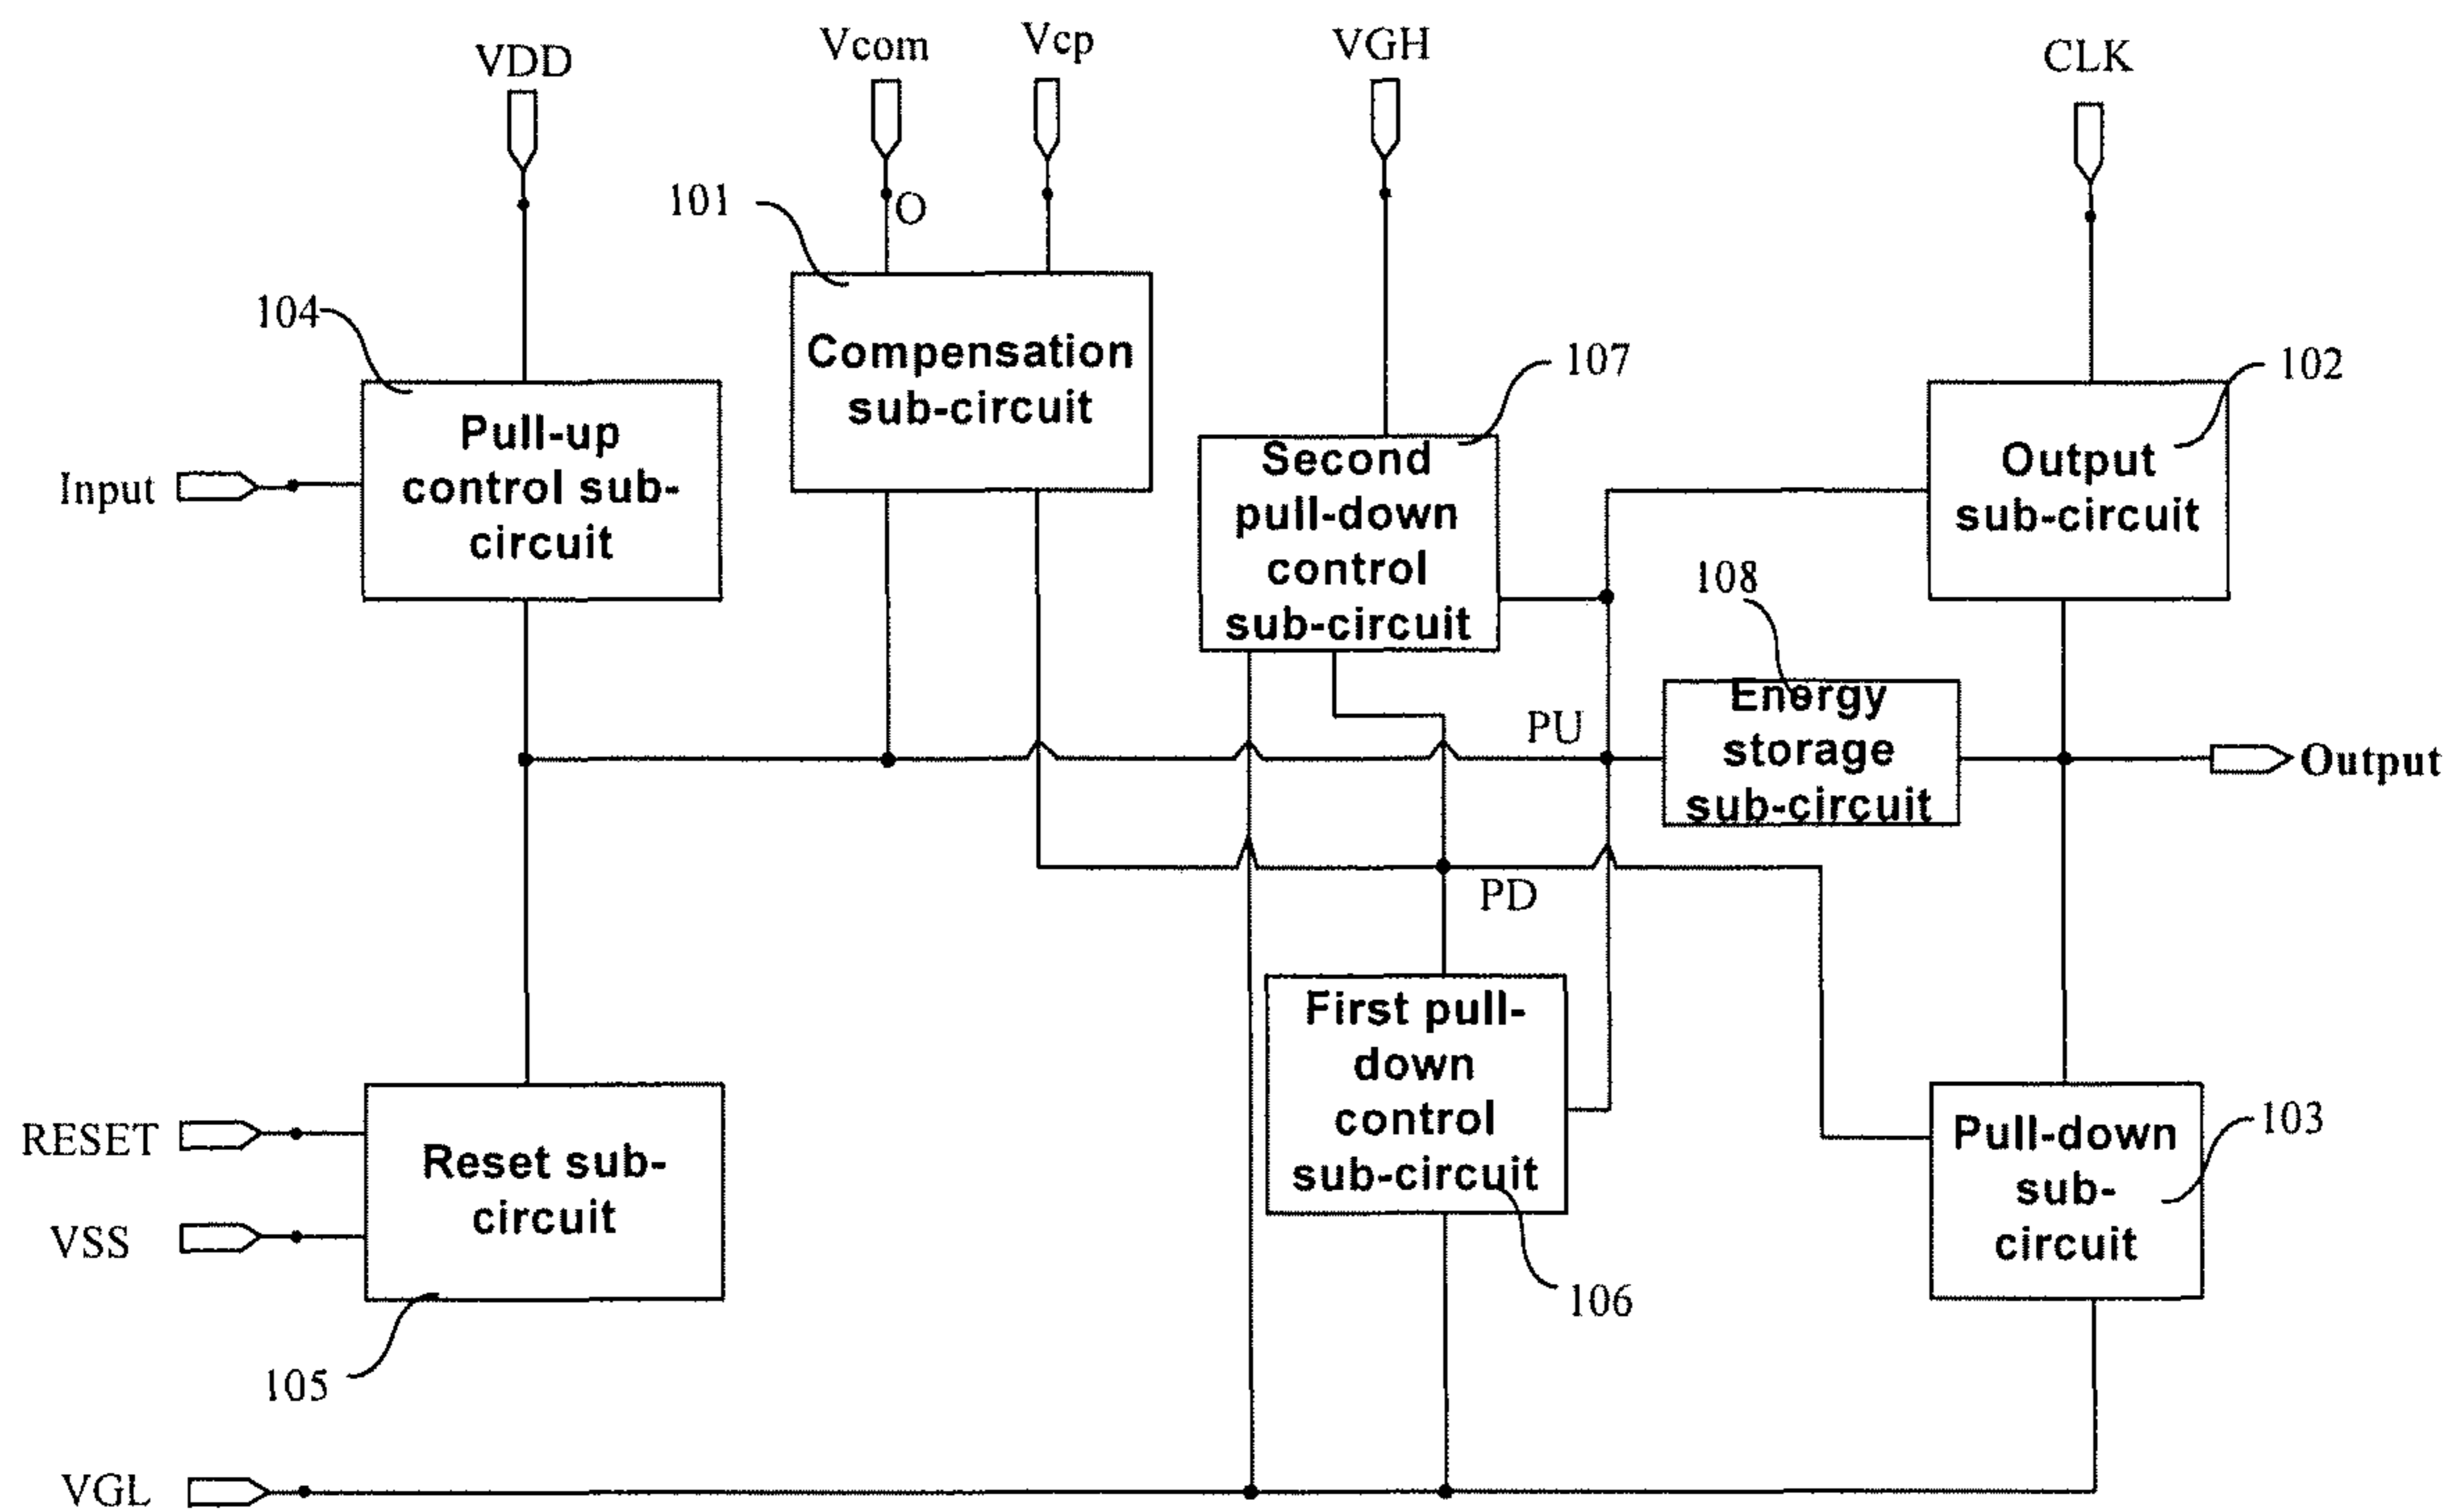 VDD
Vcom
Vcp
VGH
CLK
101
O
104
107
102
Compensation
sub-circuit
Pull-up
control sub-
circuit
Input
Second
pull-down
control
sub-circuit
Output
sub-circuit
108
Energy
storage
sub-circuit
PU
Output
PD
First pull-
down
control
sub-circuit
RESET
VSS
Reset sub-
circuit
Pull-down
sub-
circuit
103
106
105
VGL